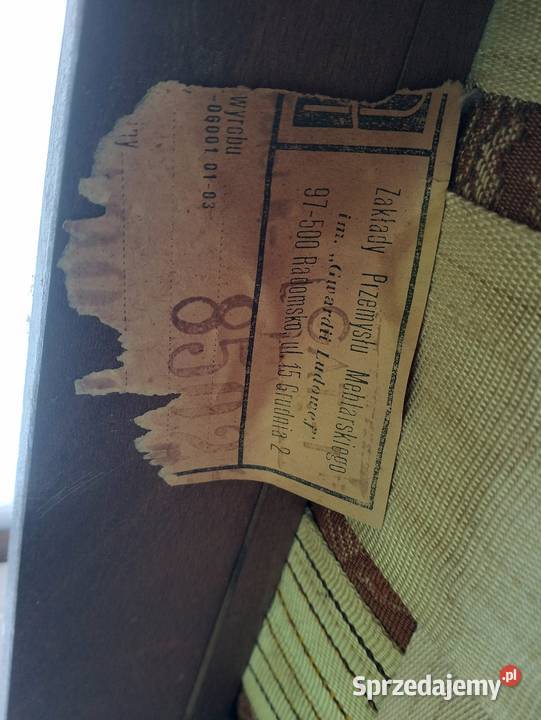 Zakłady Przemysłu Meblarskiego
im. „Gwardii Ludowej"
97-500 Radomsko, ul. 15 Grudnia 2
wyrobu
-06001 01-03
Sprzedajemy.pl